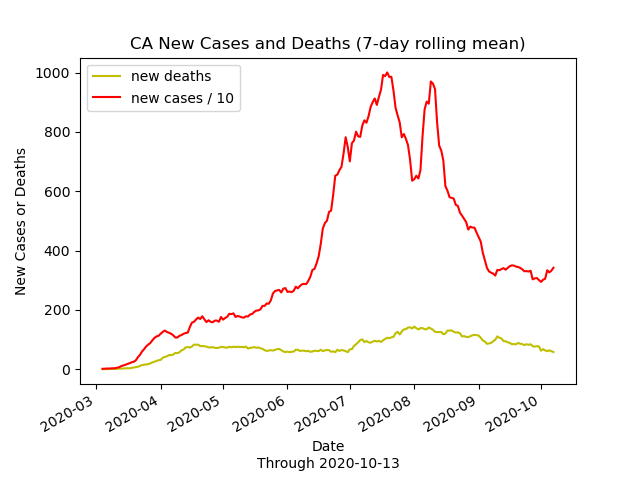 CA New Cases and Deaths (7-day rolling mean)
new deaths
new cases / 10
1000
800
600
400
200
0
New Cases or Deaths
2020-03
2020-04
2020-05
2020-06
2020-07
2020-08
2020-09
2020-10
Date
Through 2020-10-13